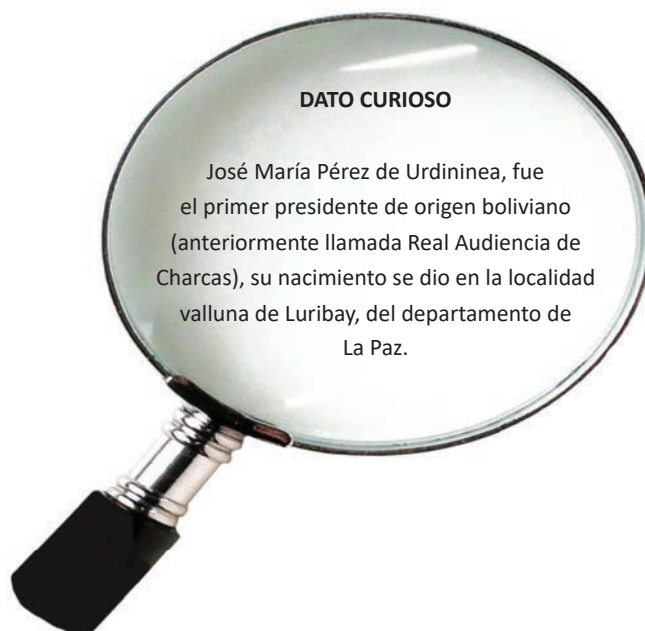 DATO CURIOSO
José María Pérez de Urdininea, fue
el primer presidente de origen boliviano
(anteriormente llamada Real Audiencia de
Charcas), su nacimiento se dio en la localidad
valluna de Luribay, del departamento de
La Paz.